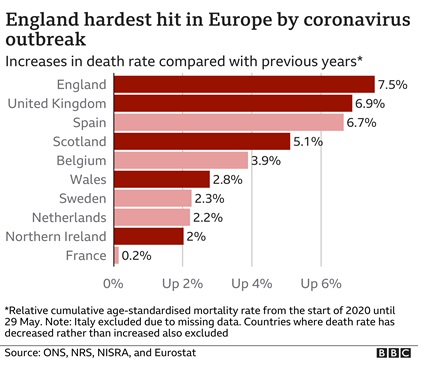 England hardest hit in Europe by coronavirus
outbreak
Increases in death rate compared with previous years*
England 7.5%
United Kingdom 6.9%
Spain 6.7%
Scotland 5.1%
Belgium 3.9%
Wales 2.8%
Sweden 2.3%
Netherlands 2.2%
Northern Ireland 2%
France 0.2%
0% Up 2% Up 4% Up 6%
*Relative cumulative age-standardised mortality rate from the start of 2020 until
29 May. Note: Italy excluded due to missing data. Countries where death rate has
decreased rather than increased also excluded
Source: ONS, NRS, NISRA, and Eurostat BBC